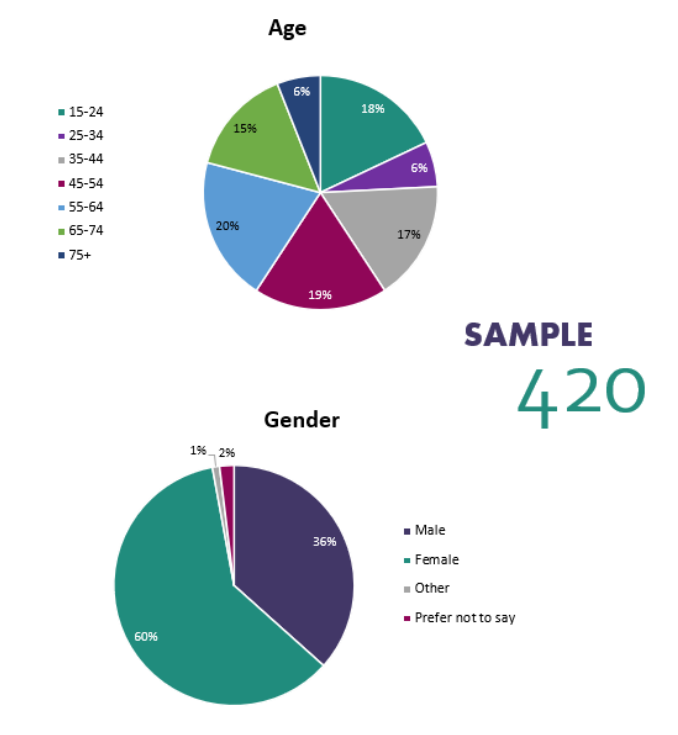 Age
15-24
25-34
35-44
45-54
55-64
65-74
75+
6%
18%
15%
6%
20%
17%
19%
SAMPLE
420
Gender
1%
2%
36%
60%
Male
Female
Other
Prefer not to say